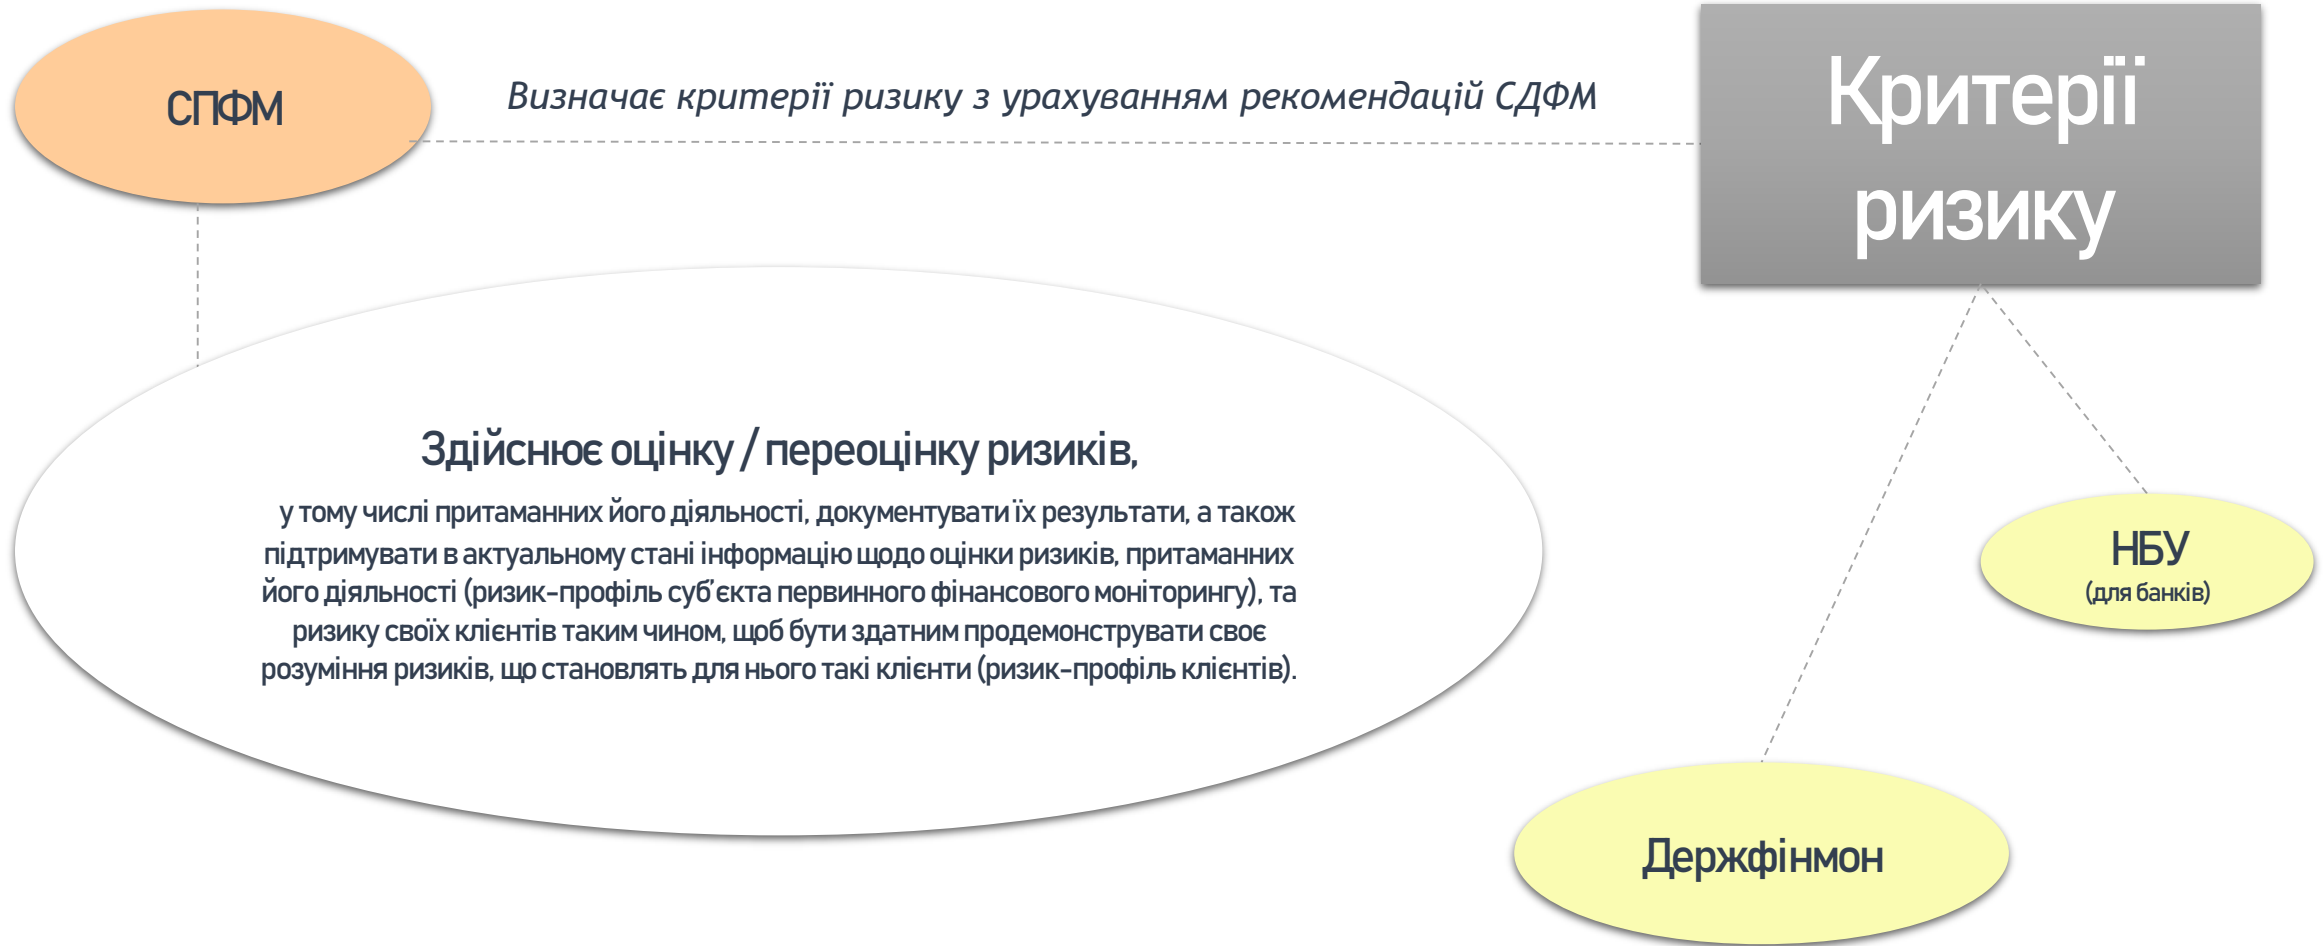 СПФМ
Визначає критерії ризику з урахуванням рекомендацій СДФМ
Критерії
ризику
Здійснює оцінку / переоцінку ризиків,
у тому числі притаманних його діяльності, документувати їх результати, а також
підтримувати в актуальному стані інформацію щодо оцінки ризиків, притаманних
його діяльності (ризик-профіль суб’єкта первинного фінансового моніторингу), та
ризику своїх клієнтів таким чином, щоб бути здатним продемонструвати своє
розуміння ризиків, що становлять для нього такі клієнти (ризик-профіль клієнтів).
НБУ
(для банків)
Держфінмон